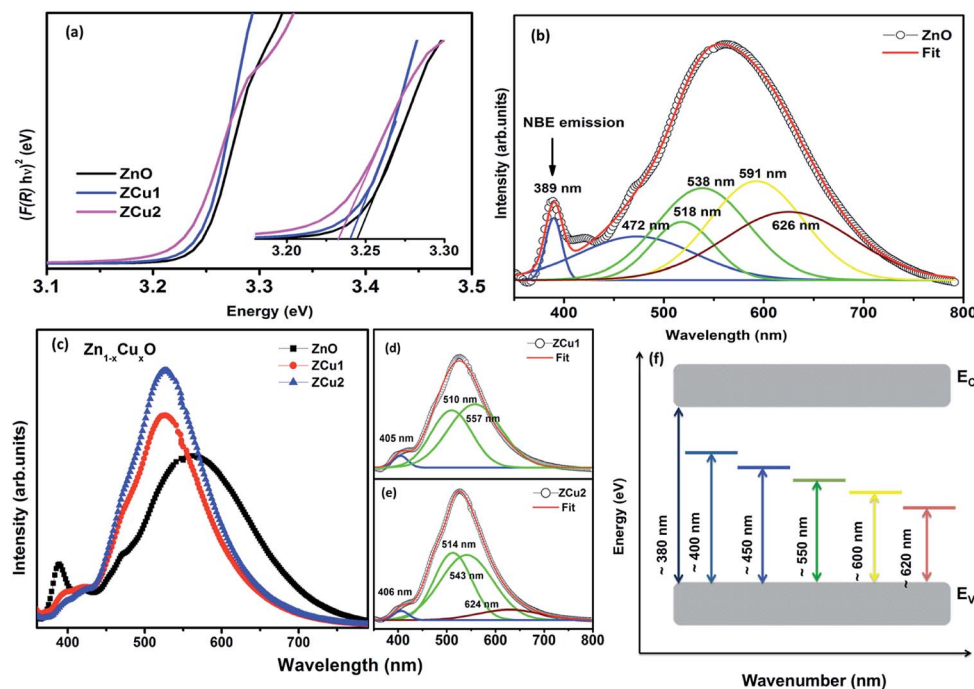 (a)
(F(R) hν)² (eV)
ZnO
ZCu1
ZCu2
3.20
3.25
3.30
3.1
3.2
3.3
3.4
3.5
Energy (eV)
(b)
ZnO
Fit
NBE emission
389 nm
472 nm
518 nm
538 nm
591 nm
626 nm
Intensity (arb.units)
400
500
600
700
800
Wavelength (nm)
(c)
Zn₁₋ₓCuₓO
ZnO
ZCu1
ZCu2
Intensity (arb.units)
400
500
600
700
(d)
ZCu1
Fit
510 nm
557 nm
405 nm
(e)
ZCu2
Fit
514 nm
543 nm
624 nm
406 nm
400
500
600
700
800
Wavelength (nm)
(f)
E_C
Energy (eV)
~ 380 nm
~ 400 nm
~ 450 nm
~ 550 nm
~ 600 nm
~ 620 nm
E_V
Wavenumber (nm)